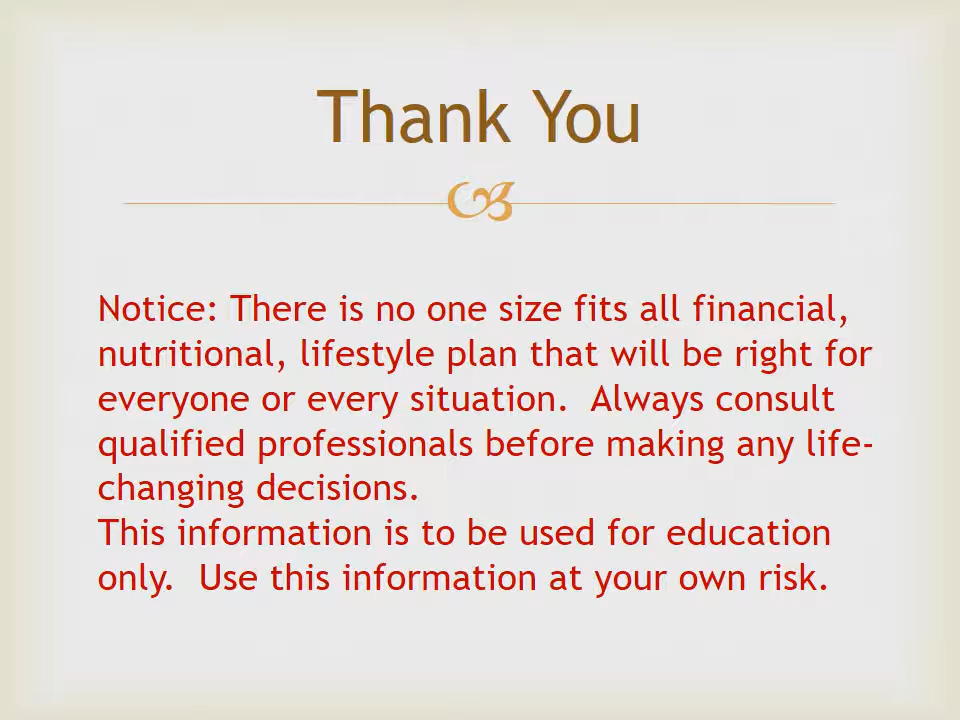 Thank You
Notice: There is no one size fits all financial,
nutritional, lifestyle plan that will be right for
everyone or every situation.  Always consult
qualified professionals before making any life-
changing decisions.
This information is to be used for education
only.  Use this information at your own risk.